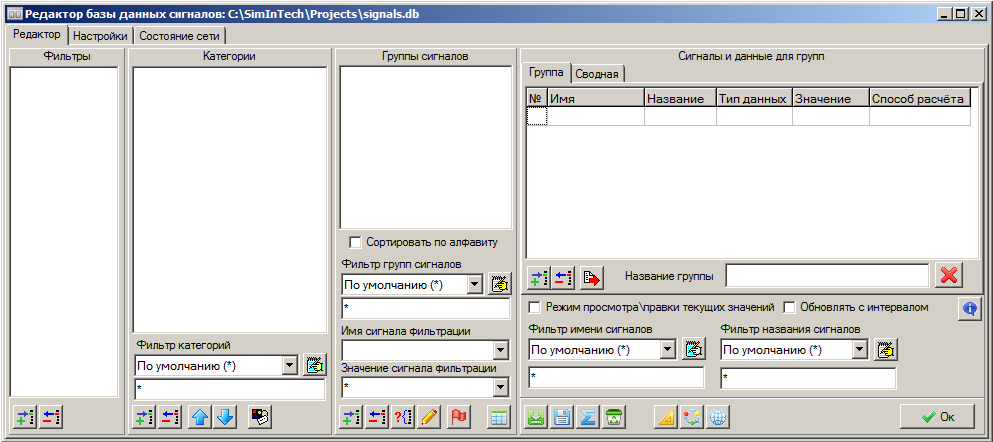 Редактор базы данных сигналов: C:\SimInTech\Projects\signals.db
Редактор Настройки Состояние сети
Фильтры
Категории
Фильтр категорий
По умолчанию (*)
*
Группы сигналов
Сортировать по алфавиту
Фильтр групп сигналов
По умолчанию (*)
*
Имя сигнала фильтрации
Значение сигнала фильтрации
*
Сигналы и данные для групп
Группа Сводная
№ Имя Название Тип данных Значение Способ расчёта
Название группы
Режим просмотра\правки текущих значений Обновлять с интервалом
Фильтр имени сигналов Фильтр названия сигналов
По умолчанию (*) По умолчанию (*)
* *
Ок